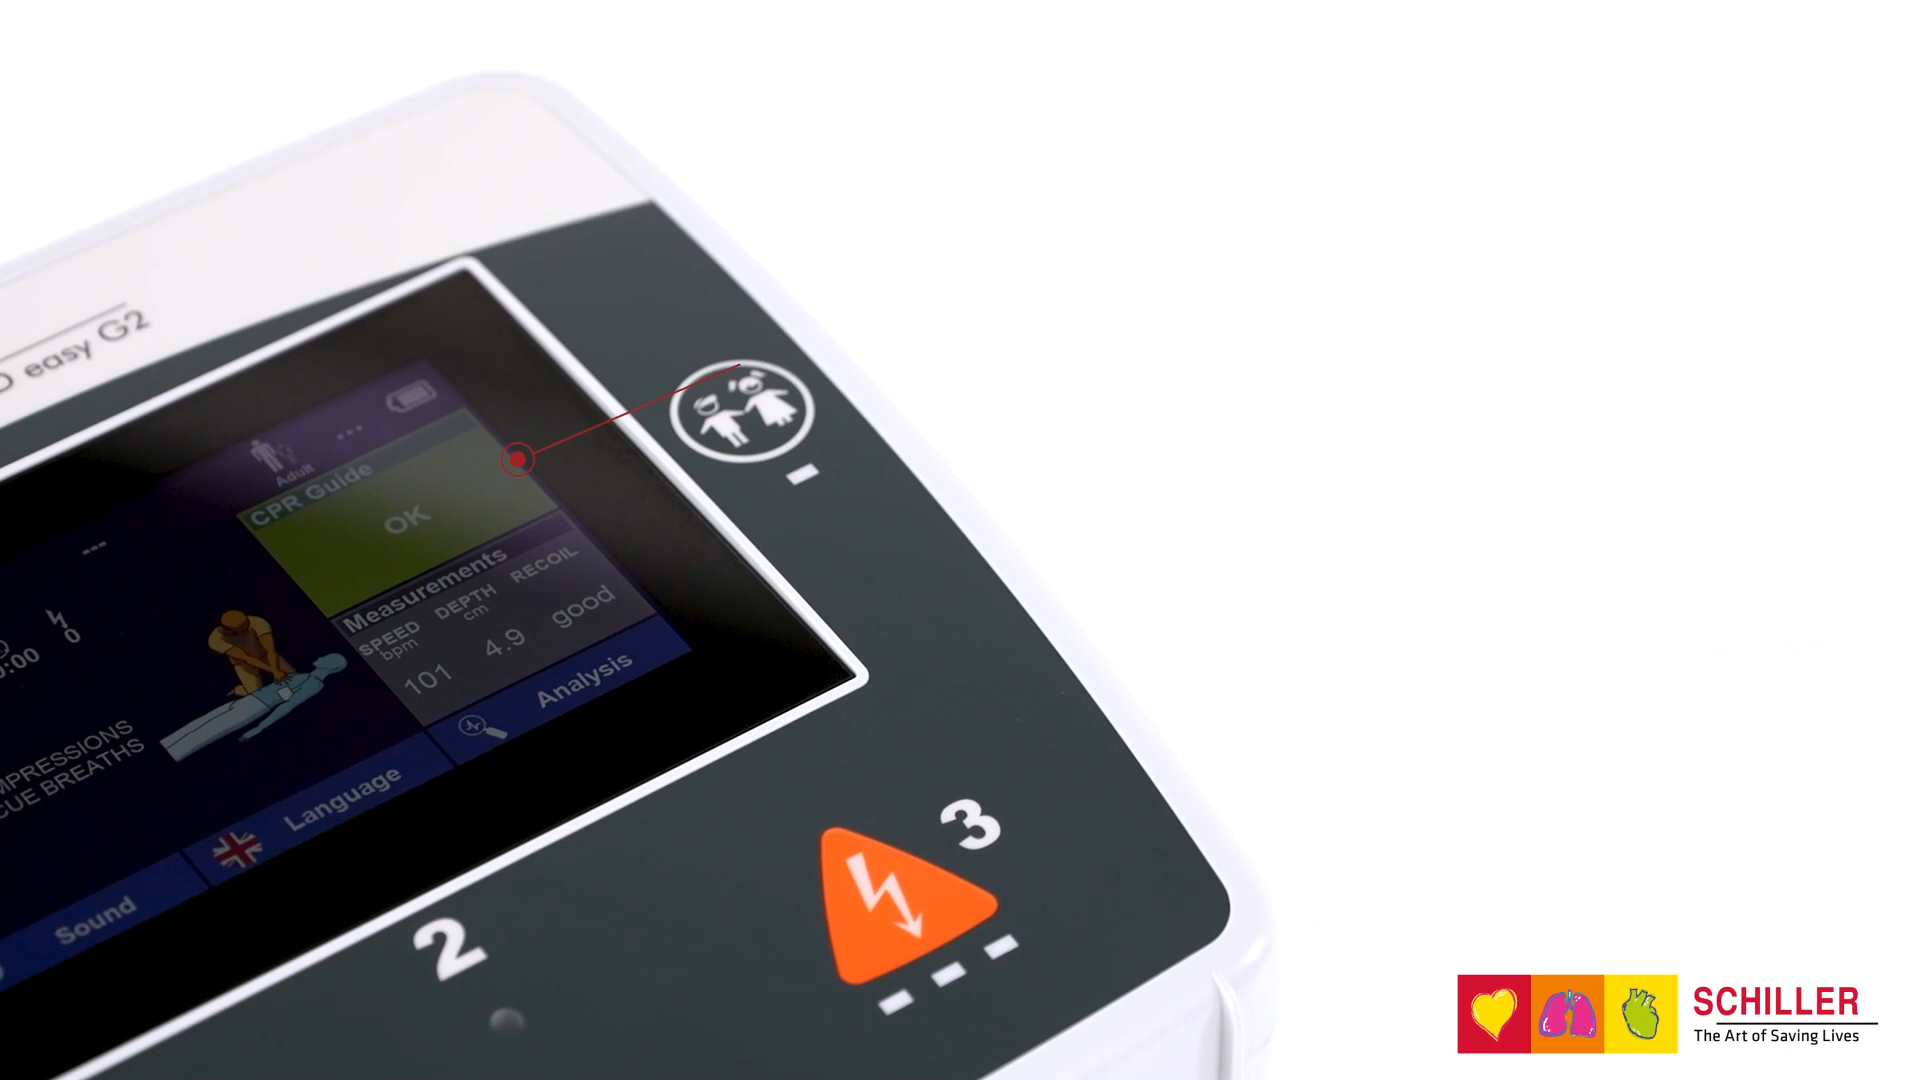 easy G2
Adult
CPR Guide
OK
Measurements
SPEED DEPTH RECOIL
bpm cm
101 4.9 good
0
:00
MPRESSIONS
CUE BREATHS
Analysis
Language
Sound
2
3
SCHILLER
The Art of Saving Lives